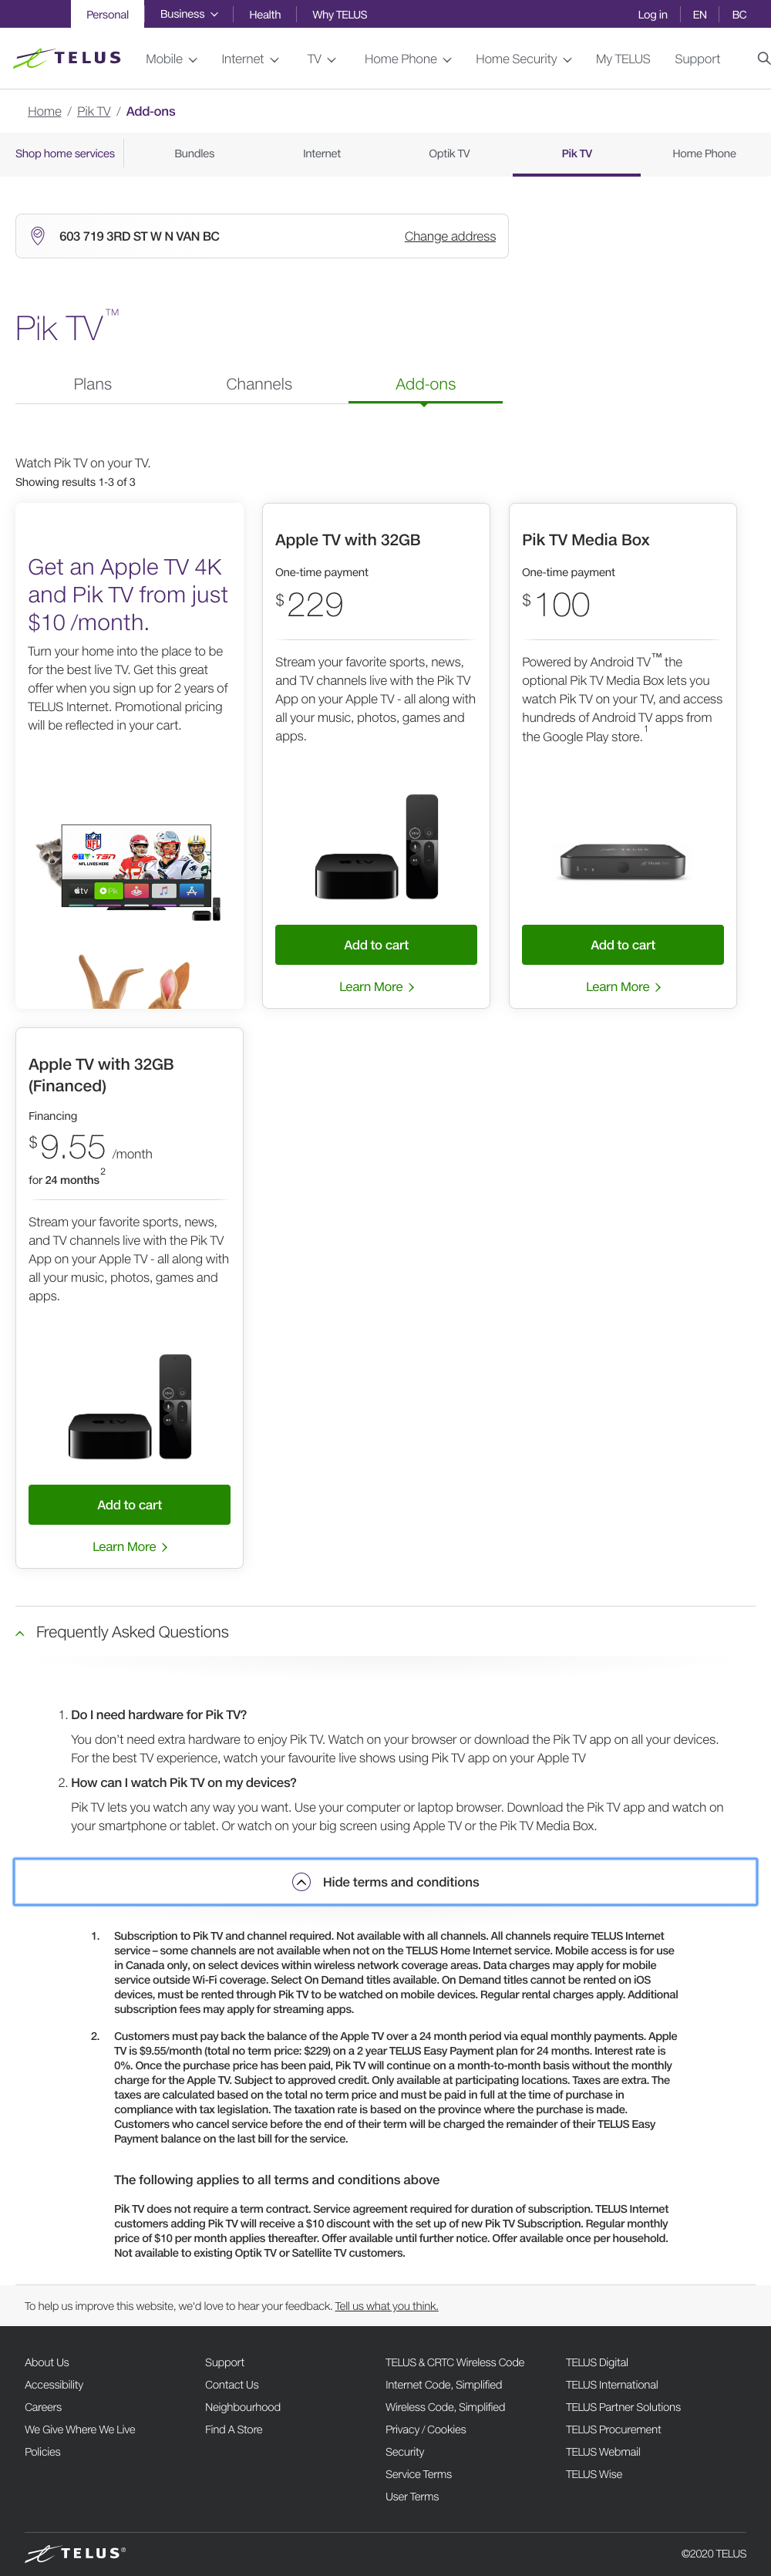 Personal
Business
Health
Why TELUS
Log in
EN
BC
TELUS
Mobile
Internet
TV
Home Phone
Home Security
My TELUS
Support
Home / Pik TV / Add-ons
Shop home services
Bundles
Internet
Optik TV
Pik TV
Home Phone
603 719 3RD ST W N VAN BC
Change address
Pik TV™
Plans
Channels
Add-ons
Watch Pik TV on your TV.
Showing results 1-3 of 3
Get an Apple TV 4K
and Pik TV from just
$10 /month.
Turn your home into the place to be
for the best live TV. Get this great
offer when you sign up for 2 years of
TELUS Internet. Promotional pricing
will be reflected in your cart.
NFL
CTV TSN
NFL LIVES HERE
tv
Pik
Apple TV with 32GB
One-time payment
$229
Stream your favorite sports, news,
and TV channels live with the Pik TV
App on your Apple TV - all along with
all your music, photos, games and
apps.
Add to cart
Learn More
Pik TV Media Box
One-time payment
$100
Powered by Android TV™ the
optional Pik TV Media Box lets you
watch Pik TV on your TV, and access
hundreds of Android TV apps from
the Google Play store.1
TELUS
Add to cart
Learn More
Apple TV with 32GB
(Financed)
Financing
$9.55 /month
for 24 months2
Stream your favorite sports, news,
and TV channels live with the Pik TV
App on your Apple TV - all along with
all your music, photos, games and
apps.
Add to cart
Learn More
Frequently Asked Questions
1. Do I need hardware for Pik TV?
You don't need extra hardware to enjoy Pik TV. Watch on your browser or download the Pik TV app on all your devices.
For the best TV experience, watch your favourite live shows using Pik TV app on your Apple TV
2. How can I watch Pik TV on my devices?
Pik TV lets you watch any way you want. Use your computer or laptop browser. Download the Pik TV app and watch on
your smartphone or tablet. Or watch on your big screen using Apple TV or the Pik TV Media Box.
Hide terms and conditions
1. Subscription to Pik TV and channel required. Not available with all channels. All channels require TELUS Internet
service – some channels are not available when not on the TELUS Home Internet service. Mobile access is for use
in Canada only, on select devices within wireless network coverage areas. Data charges may apply for mobile
service outside Wi-Fi coverage. Select On Demand titles available. On Demand titles cannot be rented on iOS
devices, must be rented through Pik TV to be watched on mobile devices. Regular rental charges apply. Additional
subscription fees may apply for streaming apps.
2. Customers must pay back the balance of the Apple TV over a 24 month period via equal monthly payments. Apple
TV is $9.55/month (total no term price: $229) on a 2 year TELUS Easy Payment plan for 24 months. Interest rate is
0%. Once the purchase price has been paid, Pik TV will continue on a month-to-month basis without the monthly
charge for the Apple TV. Subject to approved credit. Only available at participating locations. Taxes are extra. The
taxes are calculated based on the total no term price and must be paid in full at the time of purchase in
compliance with tax legislation. The taxation rate is based on the province where the purchase is made.
Customers who cancel service before the end of their term will be charged the remainder of their TELUS Easy
Payment balance on the last bill for the service.
The following applies to all terms and conditions above
Pik TV does not require a term contract. Service agreement required for duration of subscription. TELUS Internet
customers adding Pik TV will receive a $10 discount with the set up of new Pik TV Subscription. Regular monthly
price of $10 per month applies thereafter. Offer available until further notice. Offer available once per household.
Not available to existing Optik TV or Satellite TV customers.
To help us improve this website, we'd love to hear your feedback. Tell us what you think.
About Us
Accessibility
Careers
We Give Where We Live
Policies
Support
Contact Us
Neighbourhood
Find A Store
TELUS & CRTC Wireless Code
Internet Code, Simplified
Wireless Code, Simplified
Privacy / Cookies
Security
Service Terms
User Terms
TELUS Digital
TELUS International
TELUS Partner Solutions
TELUS Procurement
TELUS Webmail
TELUS Wise
TELUS®
©2020 TELUS